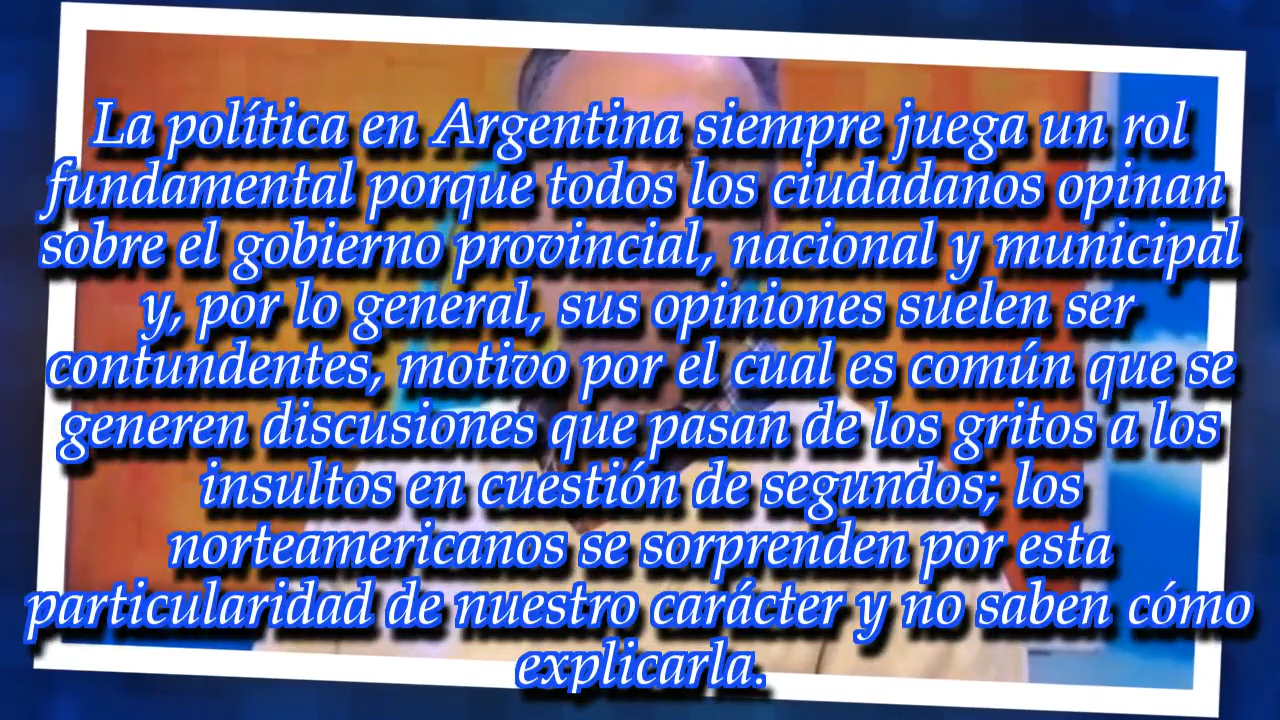 La política en Argentina siempre juega un rol
fundamental porque todos los ciudadanos opinan
sobre el gobierno provincial, nacional y municipal
y, por lo general, sus opiniones suelen ser
contundentes, motivo por el cual es común que se
generen discusiones que pasan de los gritos a los
insultos en cuestión de segundos; los
norteamericanos se sorprenden por esta
particularidad de nuestro carácter y no saben cómo
explicarla.